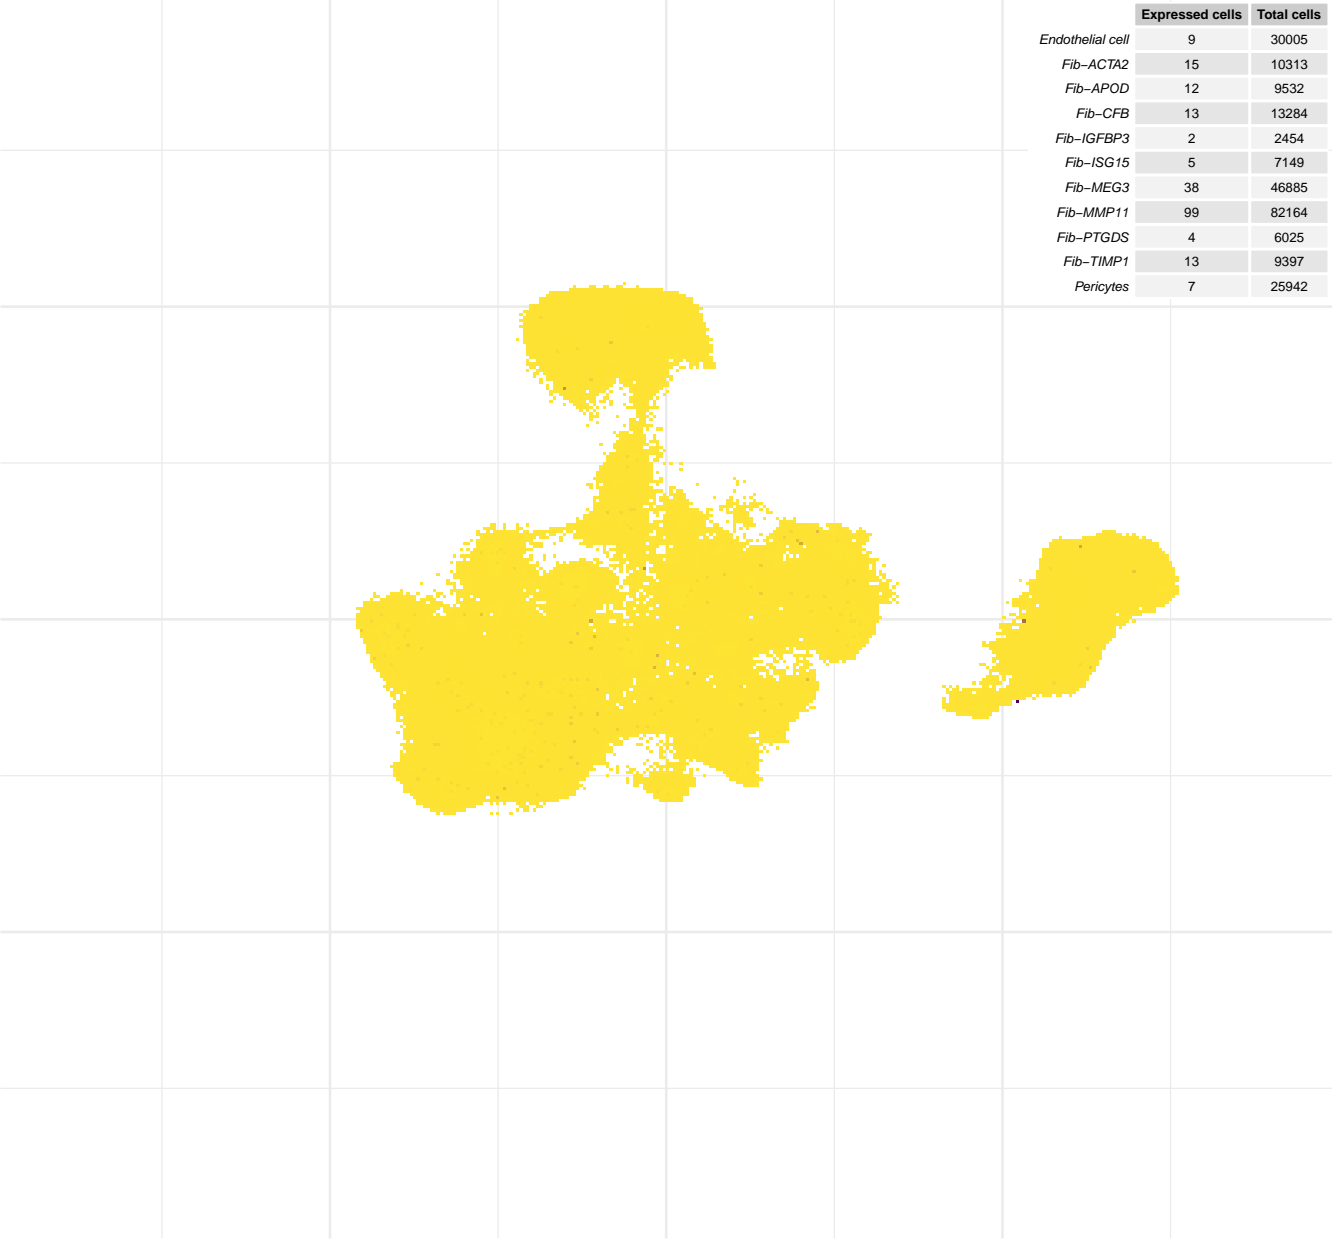 Expressed cells Total cells
Endothelial cell 9 30005
Fib−ACTA2 15 10313
Fib−APOD 12 9532
Fib−CFB 13 13284
Fib−IGFBP3 2 2454
Fib−ISG15 5 7149
Fib−MEG3 38 46885
Fib−MMP11 99 82164
Fib−PTGDS 4 6025
Fib−TIMP1 13 9397
Pericytes 7 25942